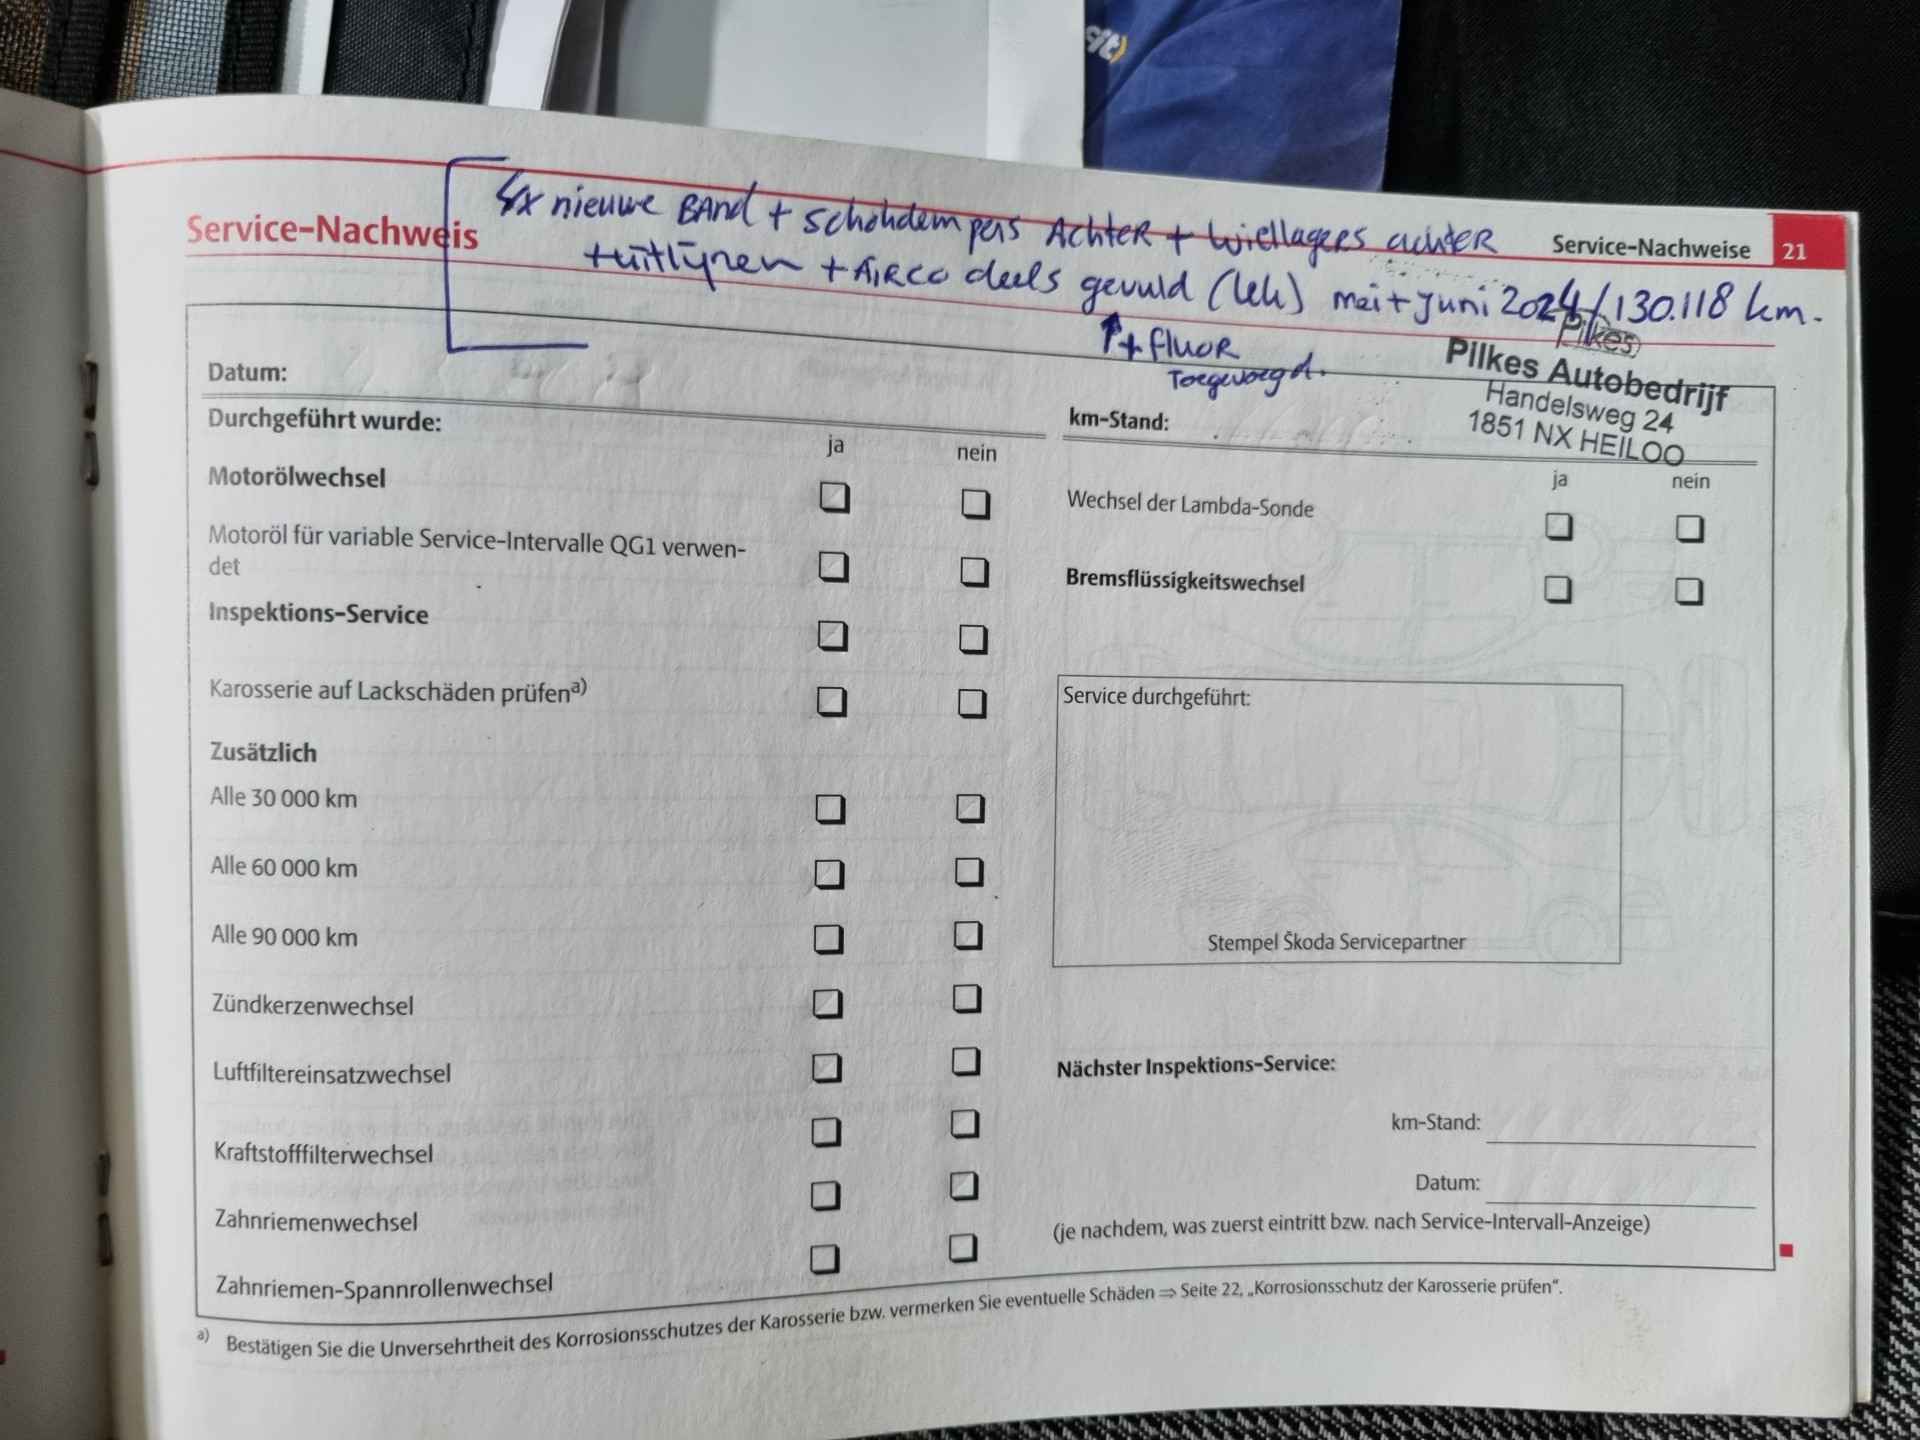 cit)
4x nieuwe BANd + Schokdempers AchteR + wiellageRs achteR
+uitlijnen + AiRCO deels gevuld (lek) mei + juni 2024/130.118 km.
+ fluoR
Toegevoegd.
Service-Nachweis
Service-Nachweise 21
Pilkes
Pilkes Autobedrijf
Handelsweg 24
1851 NX HEILOO
Datum:
km-Stand:
Durchgeführt wurde:
ja nein
ja nein
Motorölwechsel
Wechsel der Lambda-Sonde
Motoröl für variable Service-Intervalle QG1 verwen-
det
Bremsflüssigkeitswechsel
Inspektions-Service
Karosserie auf Lackschäden prüfena)
Service durchgeführt:
Zusätzlich
Alle 30 000 km
Alle 60 000 km
Alle 90 000 km
Stempel Škoda Servicepartner
Zündkerzenwechsel
Luftfiltereinsatzwechsel
Nächster Inspektions-Service:
km-Stand:
Kraftstofffilterwechsel
Datum:
Zahnriemenwechsel
(je nachdem, was zuerst eintritt bzw. nach Service-Intervall-Anzeige)
Zahnriemen-Spannrollenwechsel
a) Bestätigen Sie die Unversehrtheit des Korrosionsschutzes der Karosserie bzw. vermerken Sie eventuelle Schäden ⇒ Seite 22, „Korrosionsschutz der Karosserie prüfen“.